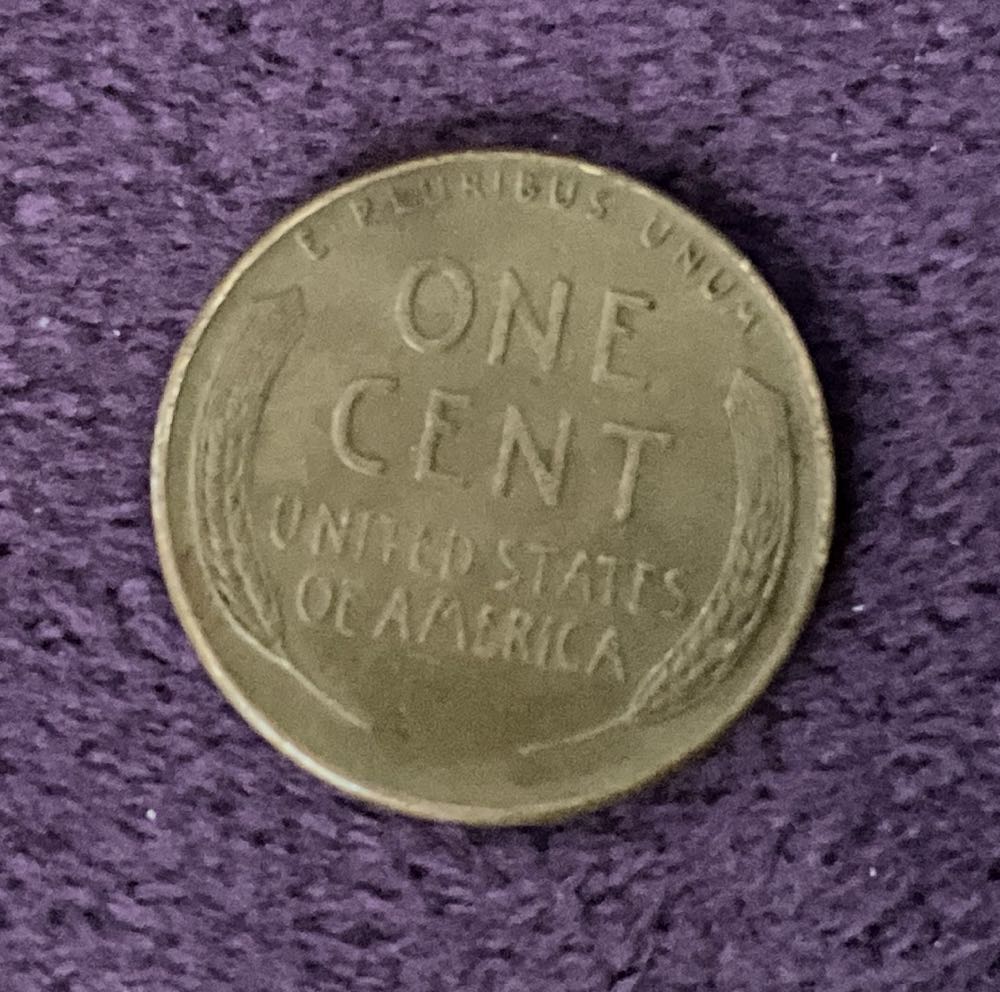 E PLURIBUS UNUM
ONE
CENT
UNITED STATES
OF AMERICA